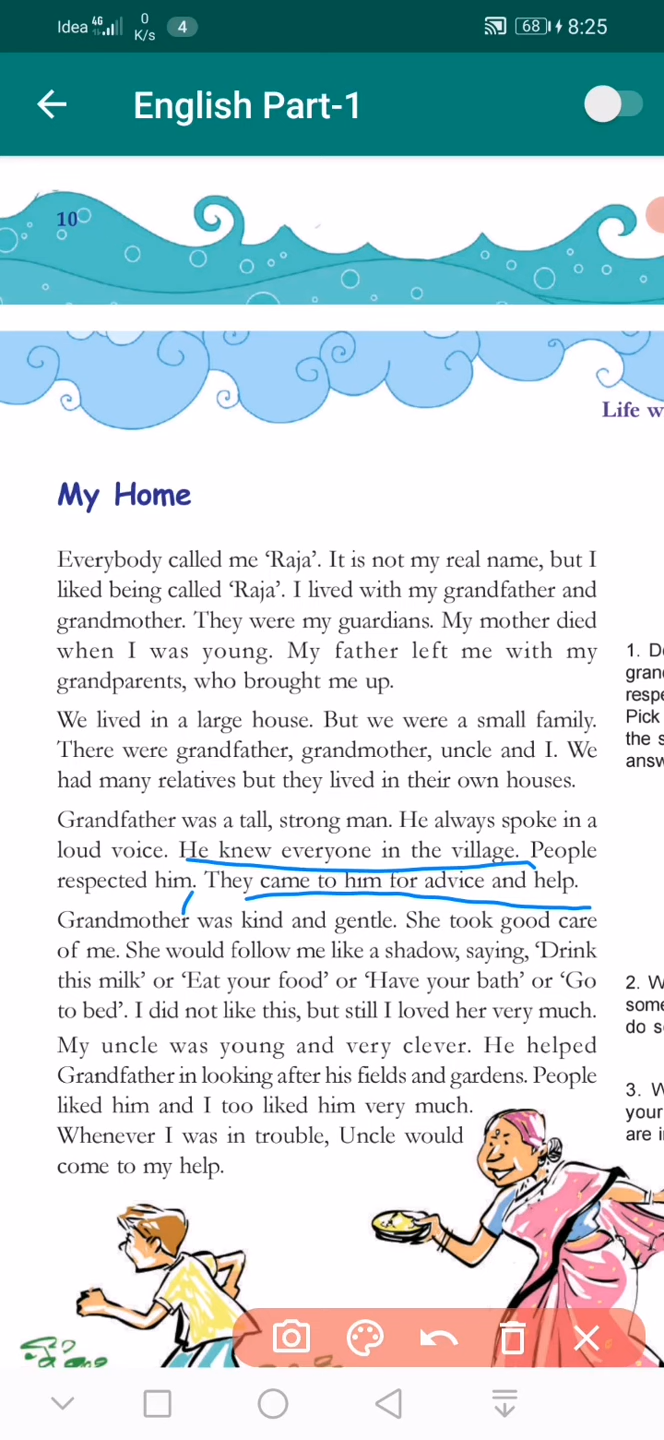 Idea 4G 0 K/s 4 68 8:25
English Part-1
10
Life w
My Home
Everybody called me ‘Raja’. It is not my real name, but I
liked being called ‘Raja’. I lived with my grandfather and
grandmother. They were my guardians. My mother died
when I was young. My father left me with my
grandparents, who brought me up.
We lived in a large house. But we were a small family.
There were grandfather, grandmother, uncle and I. We
had many relatives but they lived in their own houses.
Grandfather was a tall, strong man. He always spoke in a
loud voice. He knew everyone in the village. People
respected him. They came to him for advice and help.
Grandmother was kind and gentle. She took good care
of me. She would follow me like a shadow, saying, ‘Drink
this milk’ or ‘Eat your food’ or ‘Have your bath’ or ‘Go
to bed’. I did not like this, but still I loved her very much.
My uncle was young and very clever. He helped
Grandfather in looking after his fields and gardens. People
liked him and I too liked him very much.
Whenever I was in trouble, Uncle would
come to my help.
1. D
gran
resp
Pick
the s
answ
2. W
some
do s
3. W
your
are i